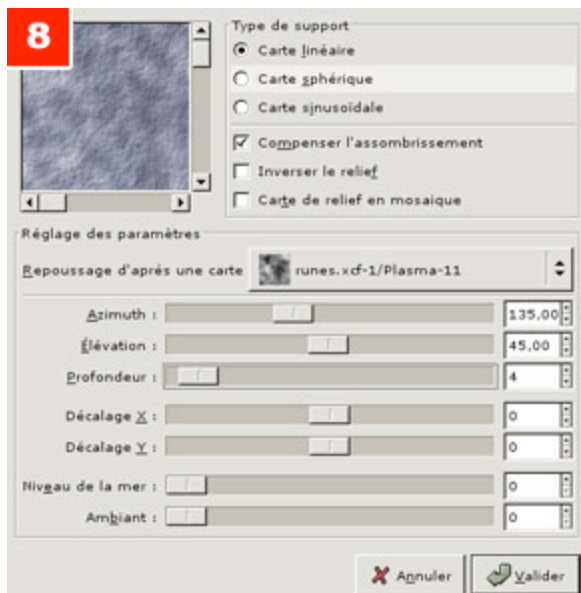 8
Type de support
Carte linéaire
Carte sphérique
Carte sinusoïdale
Compenser l'assombrissement
Inverser le relief
Carte de relief en mosaique
Réglage des paramètres
Repoussage d'après une carte runes.xcf-1/Plasma-11
Azimuth : 135,00
Élévation : 45,00
Profondeur : 4
Décalage X : 0
Décalage Y : 0
Niveau de la mer : 0
Ambiant : 0
Annuler Valider